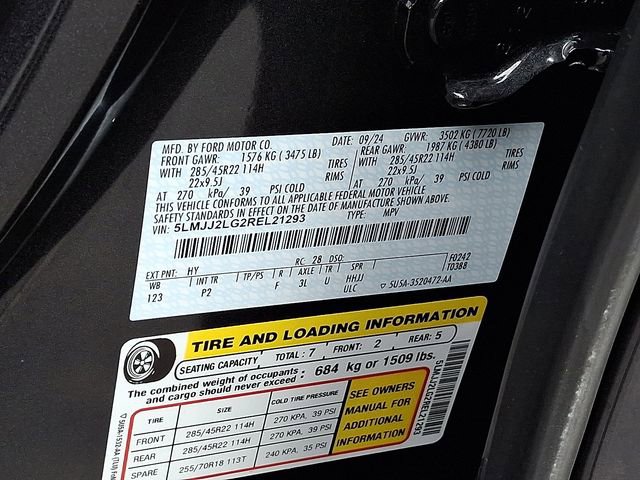 MFD. BY FORD MOTOR CO. DATE: 09/24 GVWR: 3502 KG (7720 LB)
FRONT GAWR: 1576 KG (3475 LB) REAR GAWR: 1987 KG (4380 LB)
WITH 285/45R22 114H TIRES WITH 285/45R22 114H TIRES
22x9.5J RIMS 22x9.5J RIMS
AT 270 kPa/ 39 PSI COLD AT 270 kPa/ 39 PSI COLD
THIS VEHICLE CONFORMS TO ALL APPLICABLE FEDERAL MOTOR VEHICLE
SAFETY STANDARDS IN EFFECT ON THE DATE OF MANUFACTURE SHOWN ABOVE.
VIN: 5LMJJ2LG2REL21293 TYPE: MPV
EXT PNT: HY RC: 28 DSO: F0242
WB INT TR TP/PS R AXLE TR SPR T0388
123 P2 F 3L U HHJJ
ULC ▽ SU5A-3520472-AA
TIRE AND LOADING INFORMATION
SEATING CAPACITY TOTAL: 7 FRONT: 2 REAR: 5
The combined weight of occupants and cargo should never exceed: 684 kg or 1509 lbs.
TIRE SIZE COLD TIRE PRESSURE
FRONT 285/45R22 114H 270 KPA, 39 PSI
REAR 285/45R22 114H 270 KPA, 39 PSI
SPARE 255/70R18 113T 240 KPA, 35 PSI
SEE OWNERS
MANUAL FOR
ADDITIONAL
INFORMATION
5LMJJ2LG2REL21293